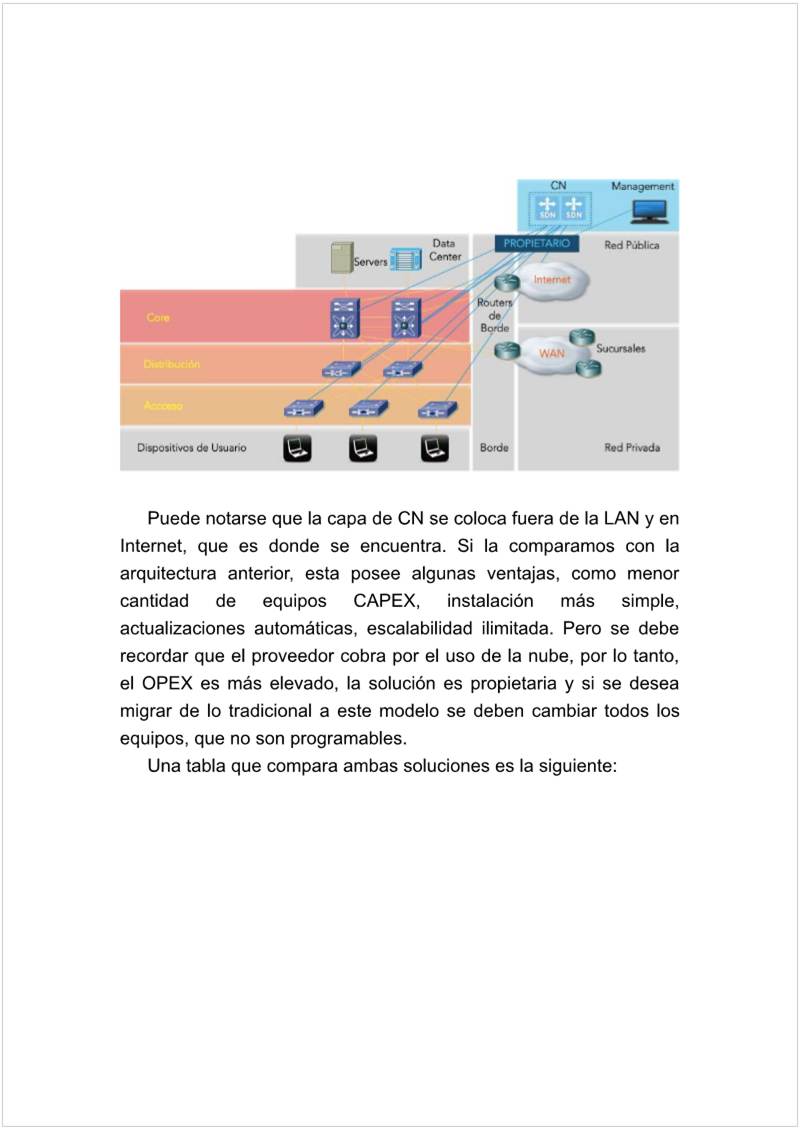 CN
Management
SDN SDN
PROPIETARIO
Red Pública
Data
Center
Servers
Internet
Core
Routers
de
Borde
WAN
Sucursales
Distribución
Acceso
Dispositivos de Usuario
Borde
Red Privada
Puede notarse que la capa de CN se coloca fuera de la LAN y en
Internet, que es donde se encuentra. Si la comparamos con la
arquitectura anterior, esta posee algunas ventajas, como menor
cantidad de equipos CAPEX, instalación más simple,
actualizaciones automáticas, escalabilidad ilimitada. Pero se debe
recordar que el proveedor cobra por el uso de la nube, por lo tanto,
el OPEX es más elevado, la solución es propietaria y si se desea
migrar de lo tradicional a este modelo se deben cambiar todos los
equipos, que no son programables.
Una tabla que compara ambas soluciones es la siguiente: